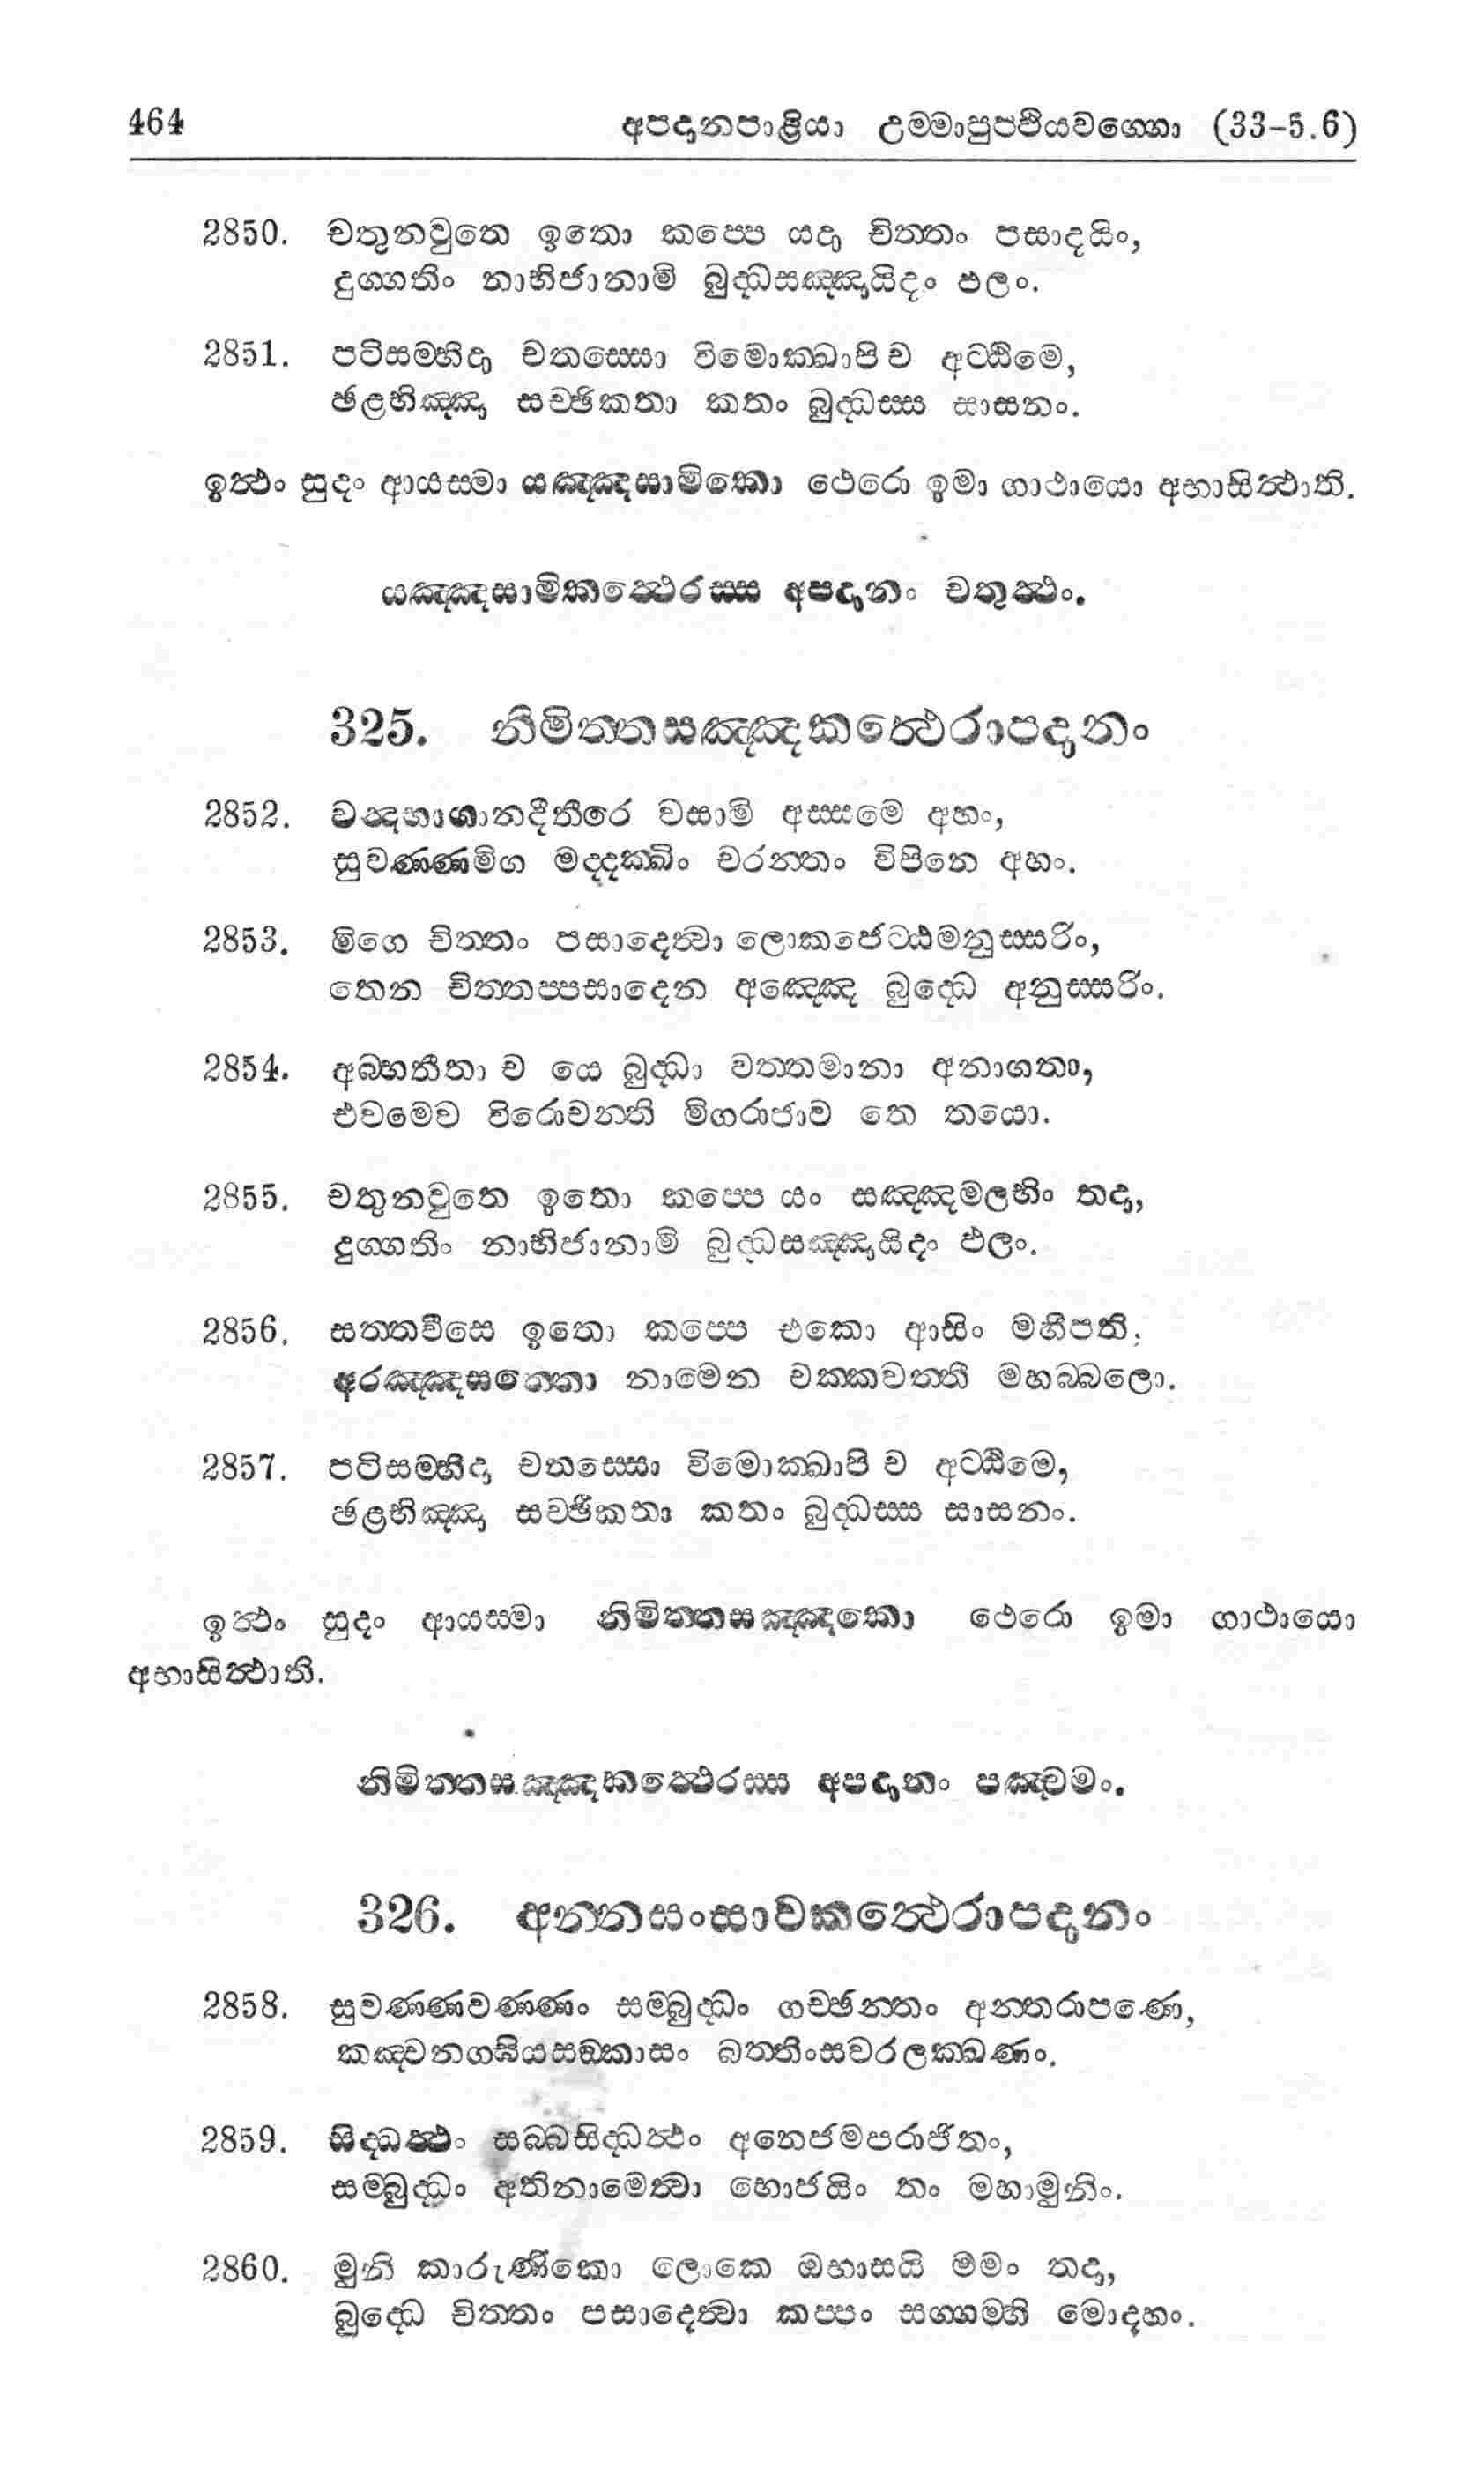 464 අපදානපාළියා උම්මාපුප්ඵියවග්ගො (33-5.6)
2850. චතුනවුතෙ ඉතො කප්පෙ යදා චිත්තං පසාදයිං,
දුග්ගතිං නාභිජානාමි බුද්ධසඤ්ඤායිදං ඵලං.
2851. පටිසම්භිදා චතස්සො විමොක්ඛාපි ච අට්ඨිමෙ,
ඡළභිඤ්ඤා සච්ඡිකතා කතං බුද්ධස්ස සාසනං.
ඉත්ථං සුදං ආයස්මා යඤ්ඤසාමිකො ථෙරො ඉමා ගාථායො අභාසිත්ථාති.
යඤ්ඤසාමිකත්ථෙරස්ස අපදානං චතුත්ථං.
325. නිමිත්තසඤ්ඤකත්ථෙරාපදානං
2852. චන්දභාගානදීතීරෙ වසාමි අස්සමෙ අහං,
සුවණ්ණමිග මද්දක්ඛිං චරන්තං විපිනෙ අහං.
2853. මිගෙ චිත්තං පසාදෙත්වා ලොකජෙට්ඨමනුස්සරිං,
තෙන චිත්තප්පසාදෙන අඤ්ඤෙ බුද්ධෙ අනුස්සරිං.
2854. අබ්භතීතා ච යෙ බුද්ධා වත්තමානා අනාගතා,
එවමෙව විරොචන්ති මිගරාජාව තෙ තයො.
2855. චතුනවුතෙ ඉතො කප්පෙ යං සඤ්ඤමලභිං තදා,
දුග්ගතිං නාභිජානාමි බුද්ධසඤ්ඤායිදං ඵලං.
2856. සත්තවීසෙ ඉතො කප්පෙ එකො ආසිං මහීපති,
අරඤ්ඤසත්තො නාමෙන චක්කවත්තී මහබ්බලො.
2857. පටිසම්භිදා චතස්සො විමොක්ඛාපි ච අට්ඨිමෙ,
ඡළභිඤ්ඤා සච්ඡිකතා කතං බුද්ධස්ස සාසනං.
ඉත්ථං සුදං ආයස්මා නිමිත්තසඤ්ඤකො ථෙරො ඉමා ගාථායො
අභාසිත්ථාති.
නිමිත්තසඤ්ඤකත්ථෙරස්ස අපදානං පඤ්චමං.
326. අන්නසංසාවකත්ථෙරාපදානං
2858. සුවණ්ණවණ්ණං සම්බුද්ධං ගච්ඡන්තං අන්තරාපණෙ,
කඤ්චනග්ඝියසඞ්කාසං බත්තිංසවරලක්ඛණං.
2859. සිද්ධත්ථං සබ්බසිද්ධත්ථං අනෙජමපරාජිතං,
සම්බුද්ධං අතිනාමෙත්වා භොජයිං තං මහාමුනිං.
2860. මුනි කාරුණිකො ලොකෙ ඔභාසයි මමං තදා,
බුද්ධෙ චිත්තං පසාදෙත්වා කප්පං සග්ගම්හි මොදහං.